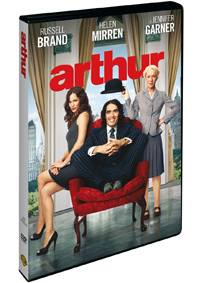 RUSSELL BRAND
HELEN MIRREN
JENNIFER GARNER
arthur
arthur